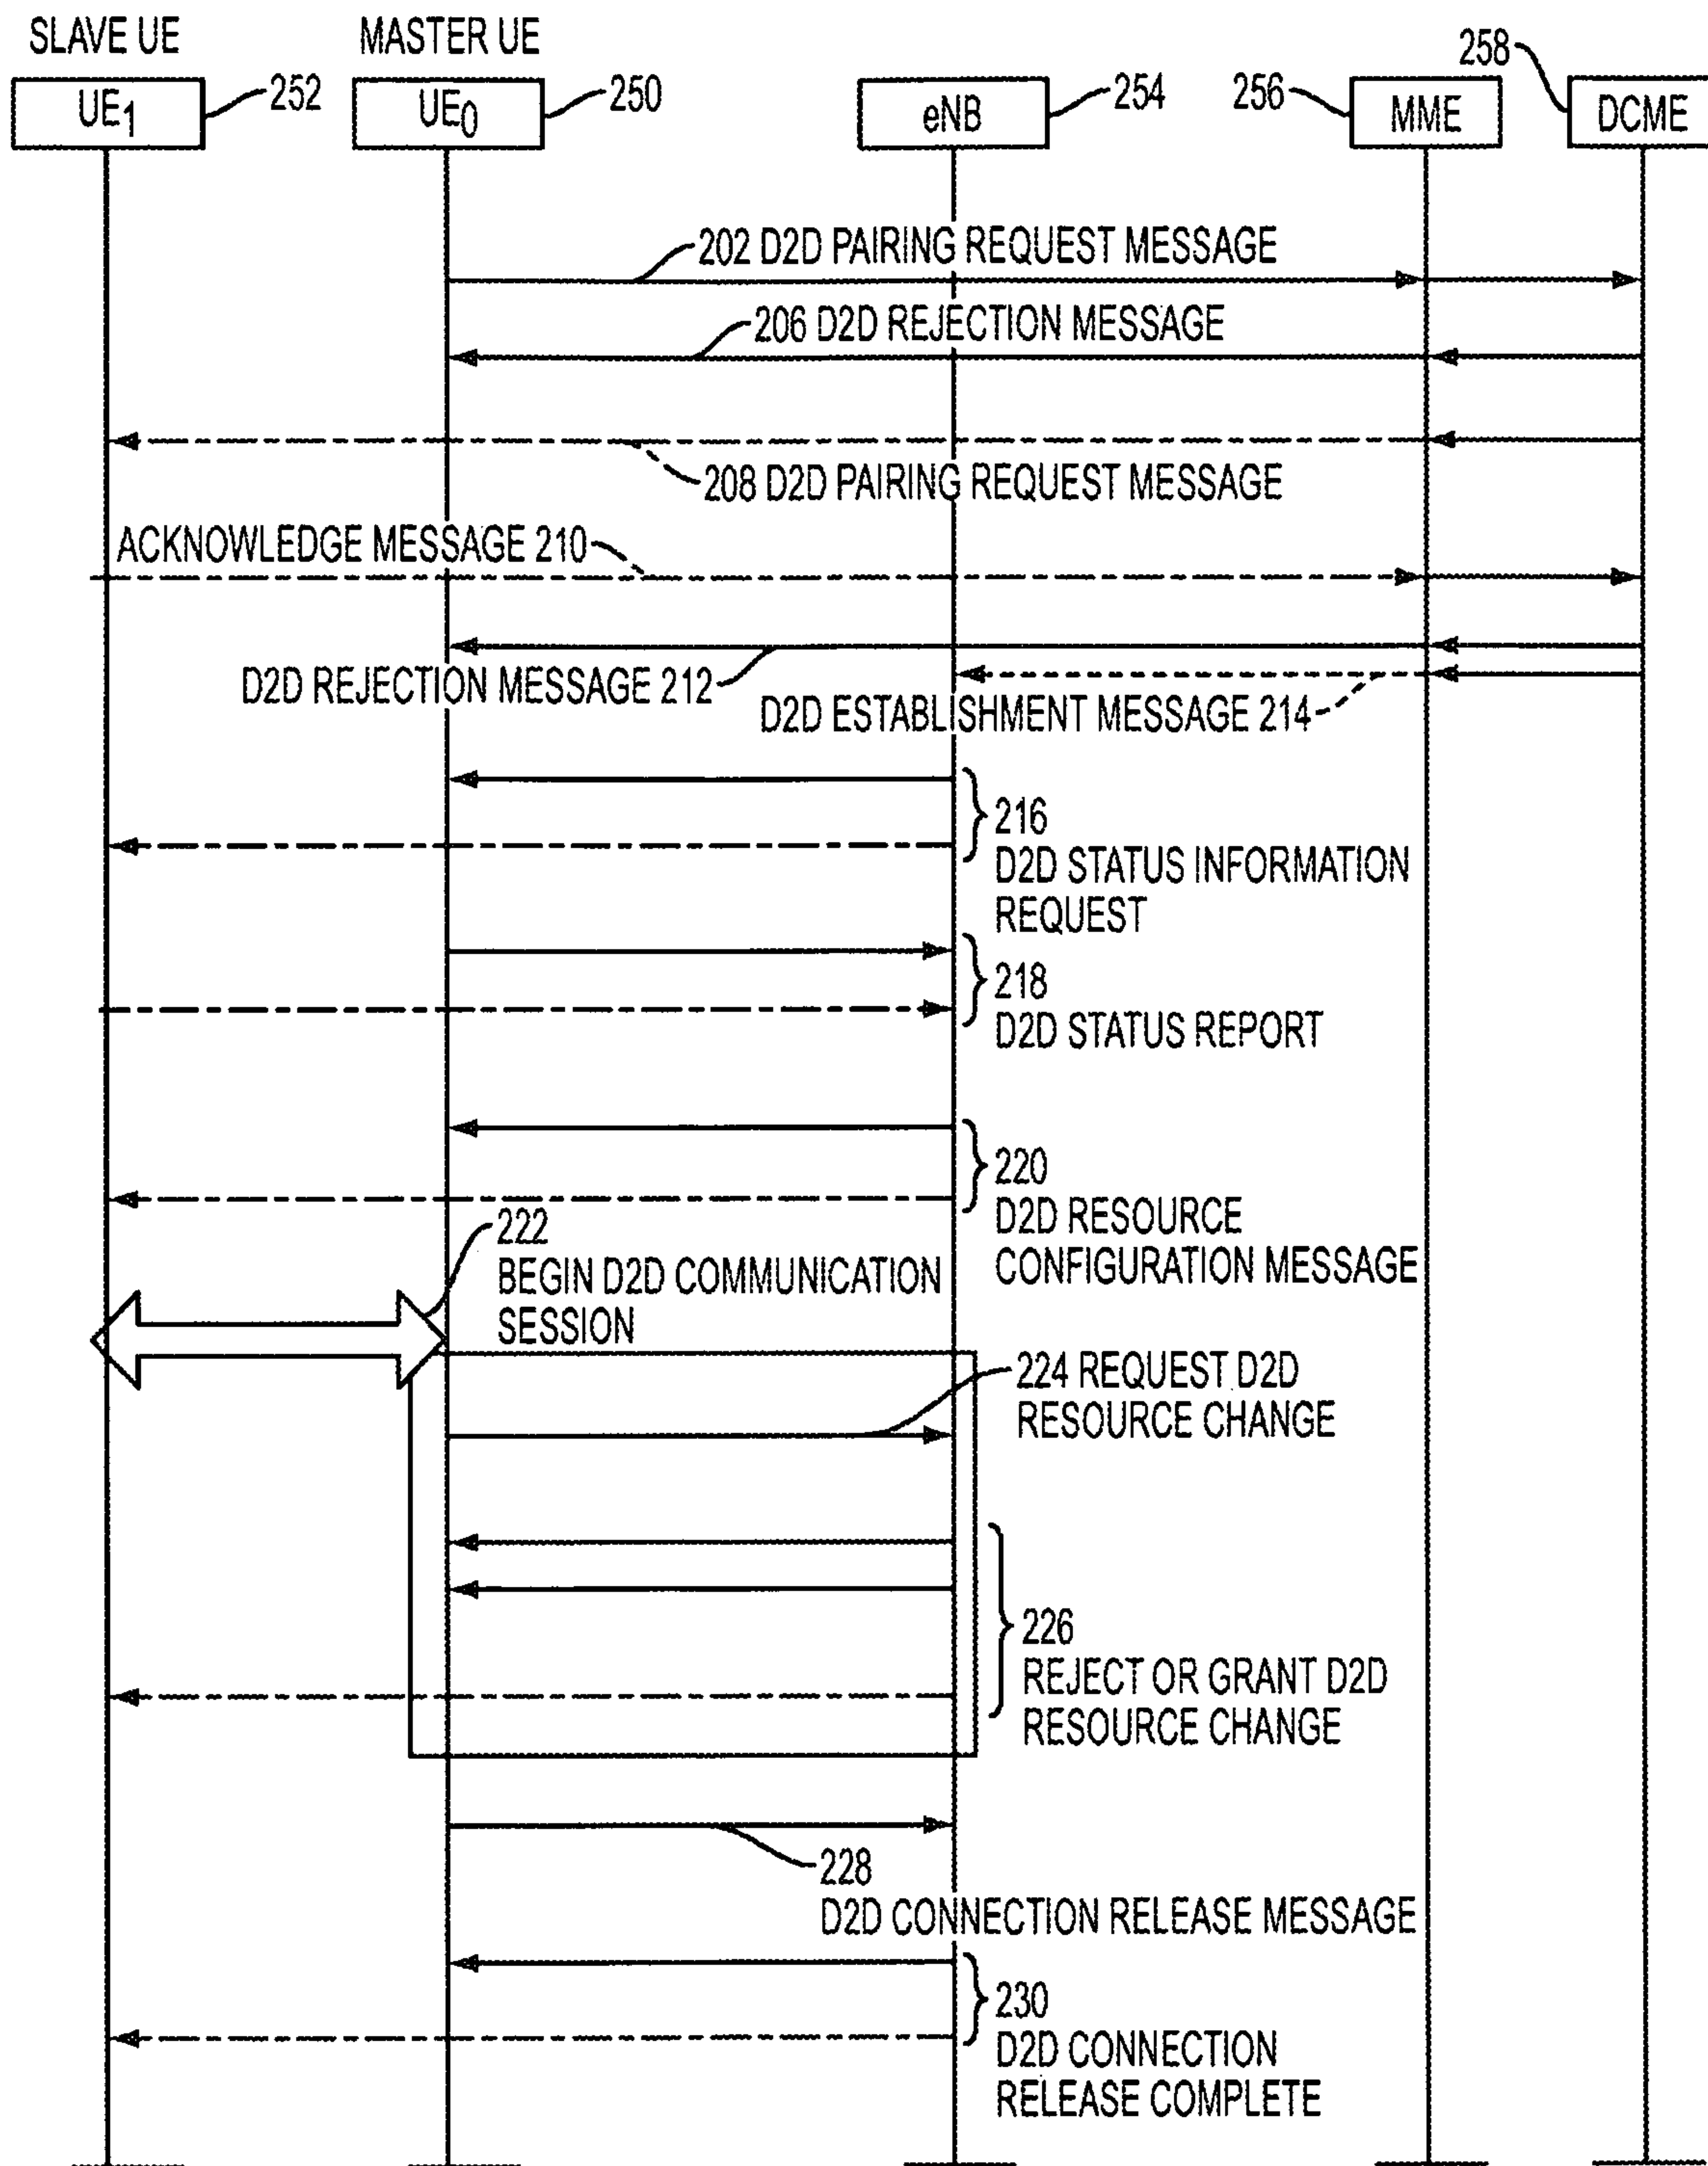 SLAVE UE
MASTER UE
UE1
252
UE0
250
eNB
254
256
MME
258
DCME
202 D2D PAIRING REQUEST MESSAGE
206 D2D REJECTION MESSAGE
208 D2D PAIRING REQUEST MESSAGE
ACKNOWLEDGE MESSAGE 210
D2D REJECTION MESSAGE 212
D2D ESTABLISHMENT MESSAGE 214
216
D2D STATUS INFORMATION
REQUEST
218
D2D STATUS REPORT
220
D2D RESOURCE
CONFIGURATION MESSAGE
222
BEGIN D2D COMMUNICATION
SESSION
224 REQUEST D2D
RESOURCE CHANGE
226
REJECT OR GRANT D2D
RESOURCE CHANGE
228
D2D CONNECTION RELEASE MESSAGE
230
D2D CONNECTION
RELEASE COMPLETE